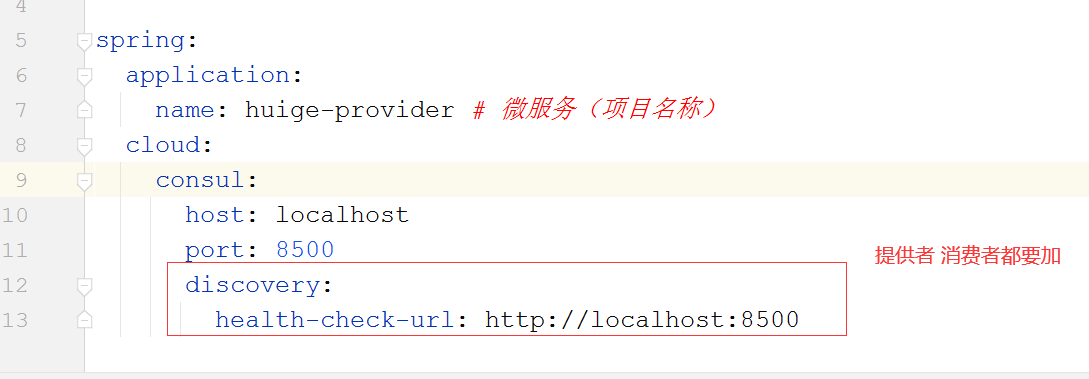 4
5 spring:
6 application:
7 name: huige-provider # 微服务（项目名称）
8 cloud:
9 consul:
10 host: localhost
11 port: 8500
提供者 消费者都要加
12 discovery:
13 health-check-url: http://localhost:8500